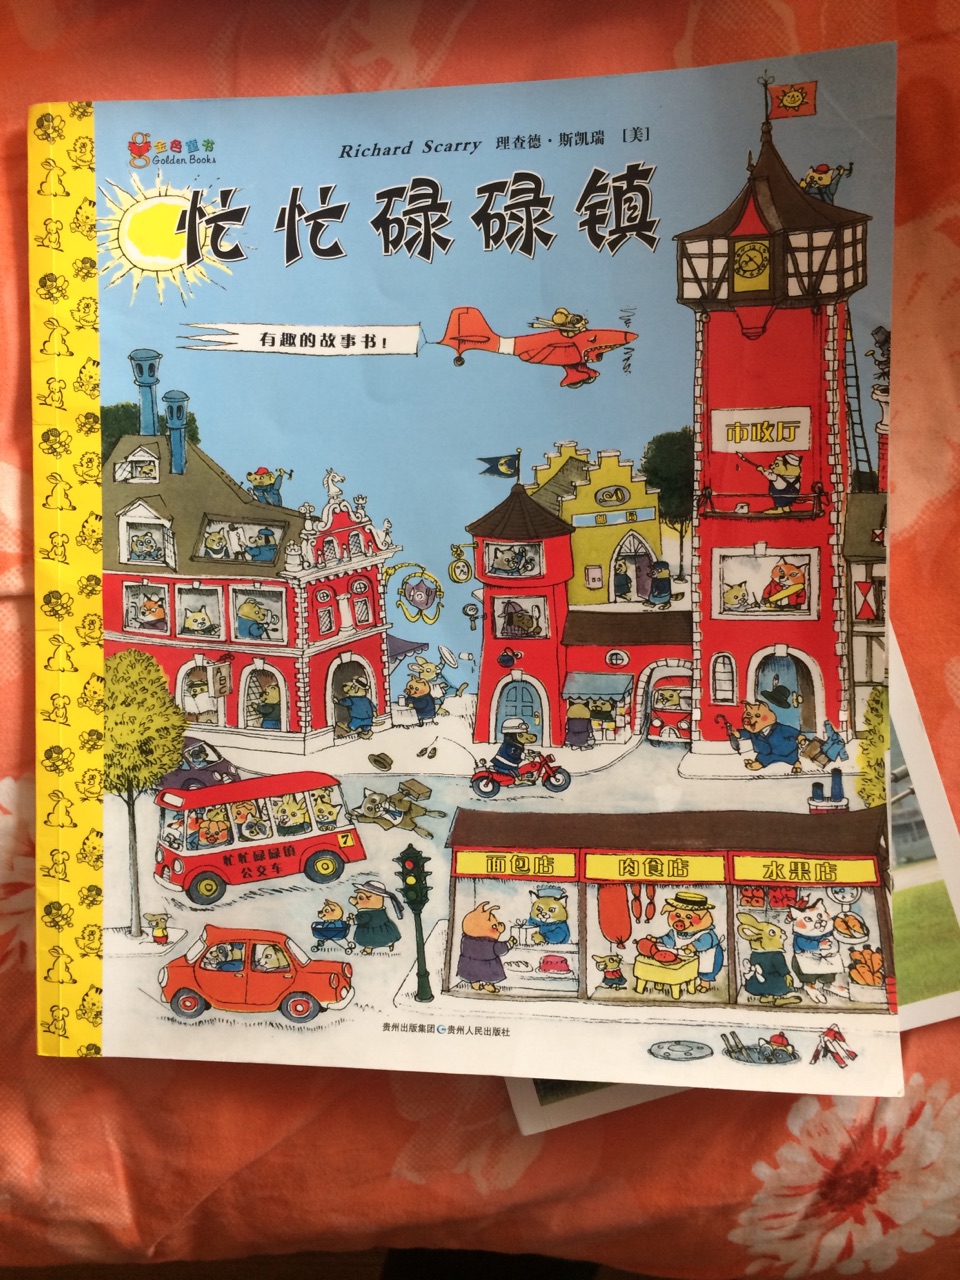 金色童书
Golden Books
Richard Scarry 理查德·斯凯瑞 [美]
忙忙碌碌镇
有趣的故事书!
市政厅
忙忙碌碌镇
公交车
7
面包店
肉食店
水果店
贵州出版集团 贵州人民出版社